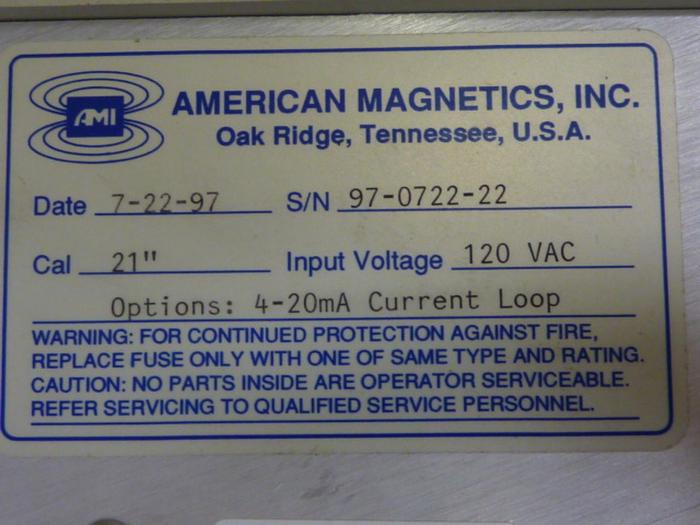 AMI
AMERICAN MAGNETICS, INC.
Oak Ridge, Tennessee, U.S.A.
Date 7-22-97 S/N 97-0722-22
Cal 21" Input Voltage 120 VAC
Options: 4-20mA Current Loop
WARNING: FOR CONTINUED PROTECTION AGAINST FIRE,
REPLACE FUSE ONLY WITH ONE OF SAME TYPE AND RATING.
CAUTION: NO PARTS INSIDE ARE OPERATOR SERVICEABLE.
REFER SERVICING TO QUALIFIED SERVICE PERSONNEL.